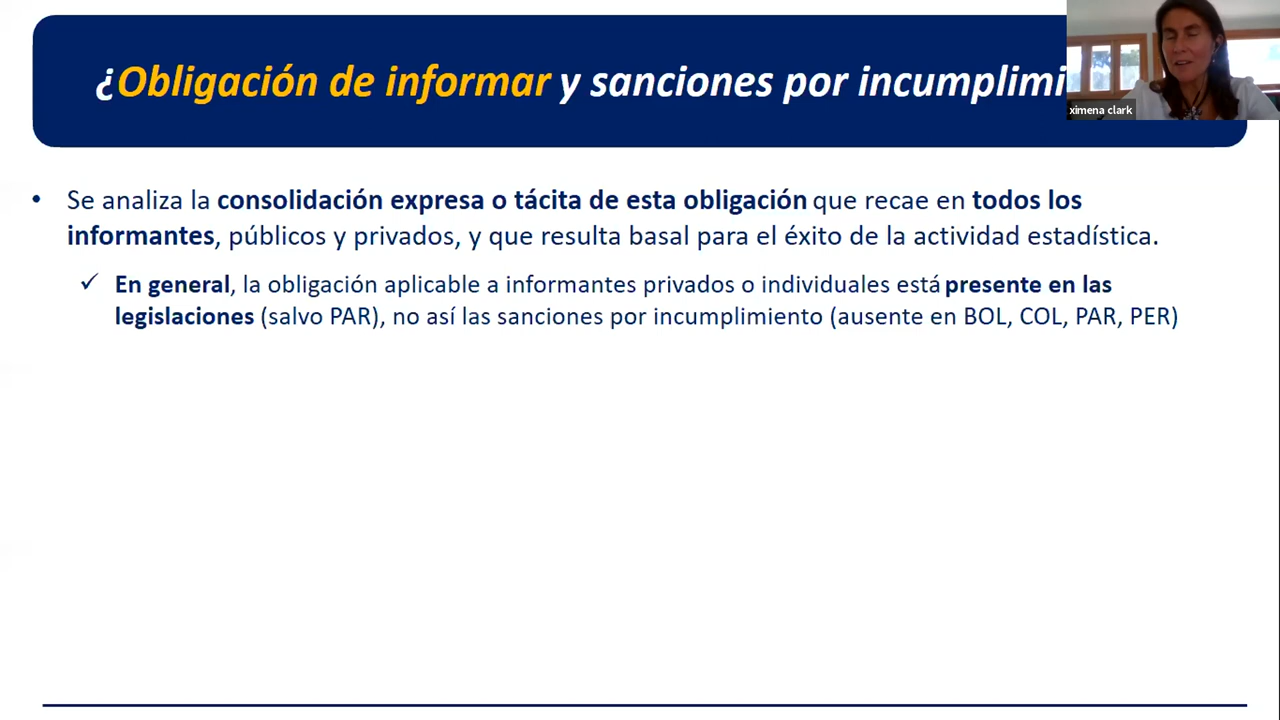 ¿Obligación de informar y sanciones por incumplimi
ximena clark
• Se analiza la consolidación expresa o tácita de esta obligación que recae en todos los
informantes, públicos y privados, y que resulta basal para el éxito de la actividad estadística.
✓ En general, la obligación aplicable a informantes privados o individuales está presente en las
legislaciones (salvo PAR), no así las sanciones por incumplimiento (ausente en BOL, COL, PAR, PER)